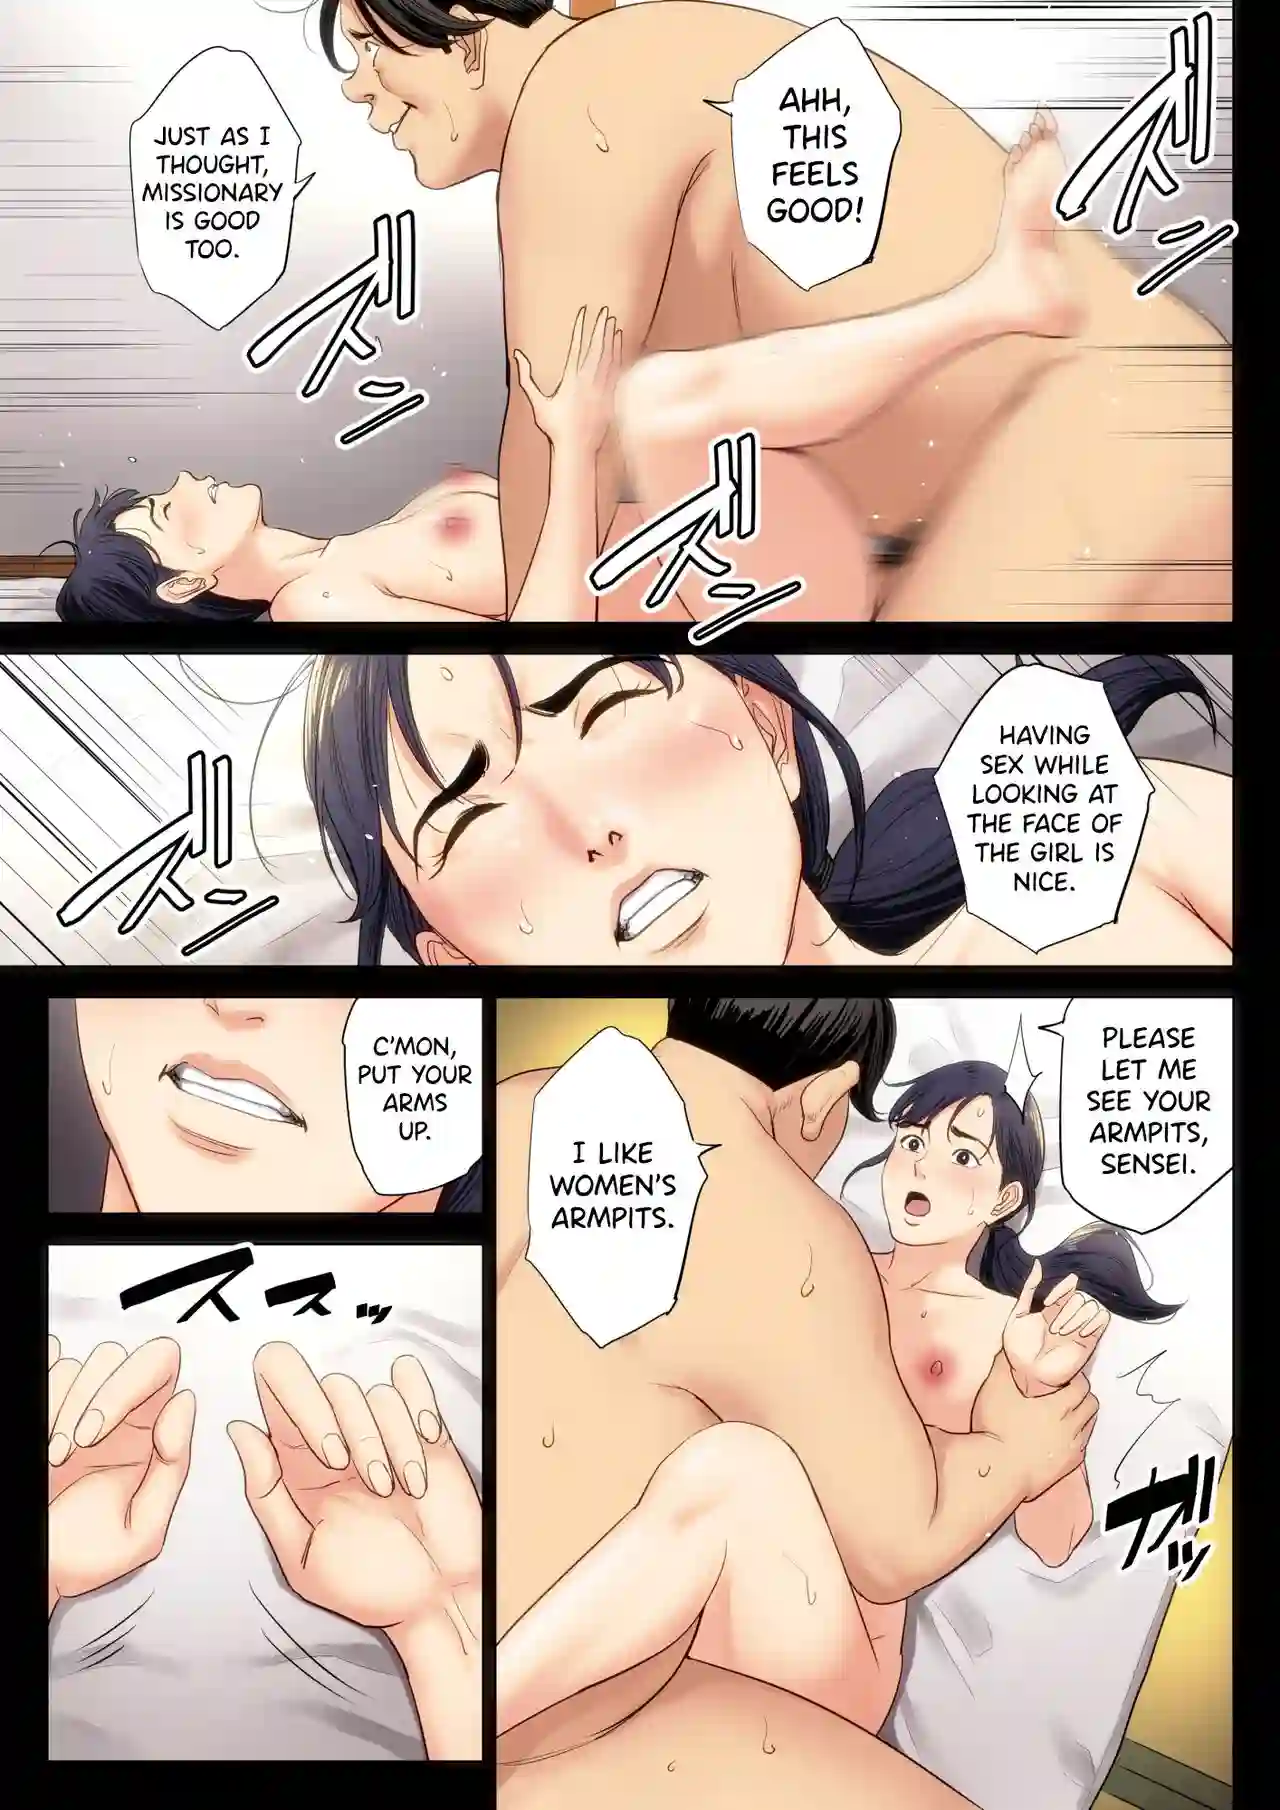 AHH,
THIS
FEELS
GOOD!
JUST AS I
THOUGHT,
MISSIONARY
IS GOOD
TOO.
ズン
ズン
ズン
HAVING
SEX WHILE
LOOKING AT
THE FACE OF
THE GIRL IS
NICE.
ズン
PLEASE
LET ME
SEE YOUR
ARMPITS,
SENSEI.
I LIKE
WOMEN'S
ARMPITS.
ガッ
C'MON,
PUT YOUR
ARMS
UP.
ススッ